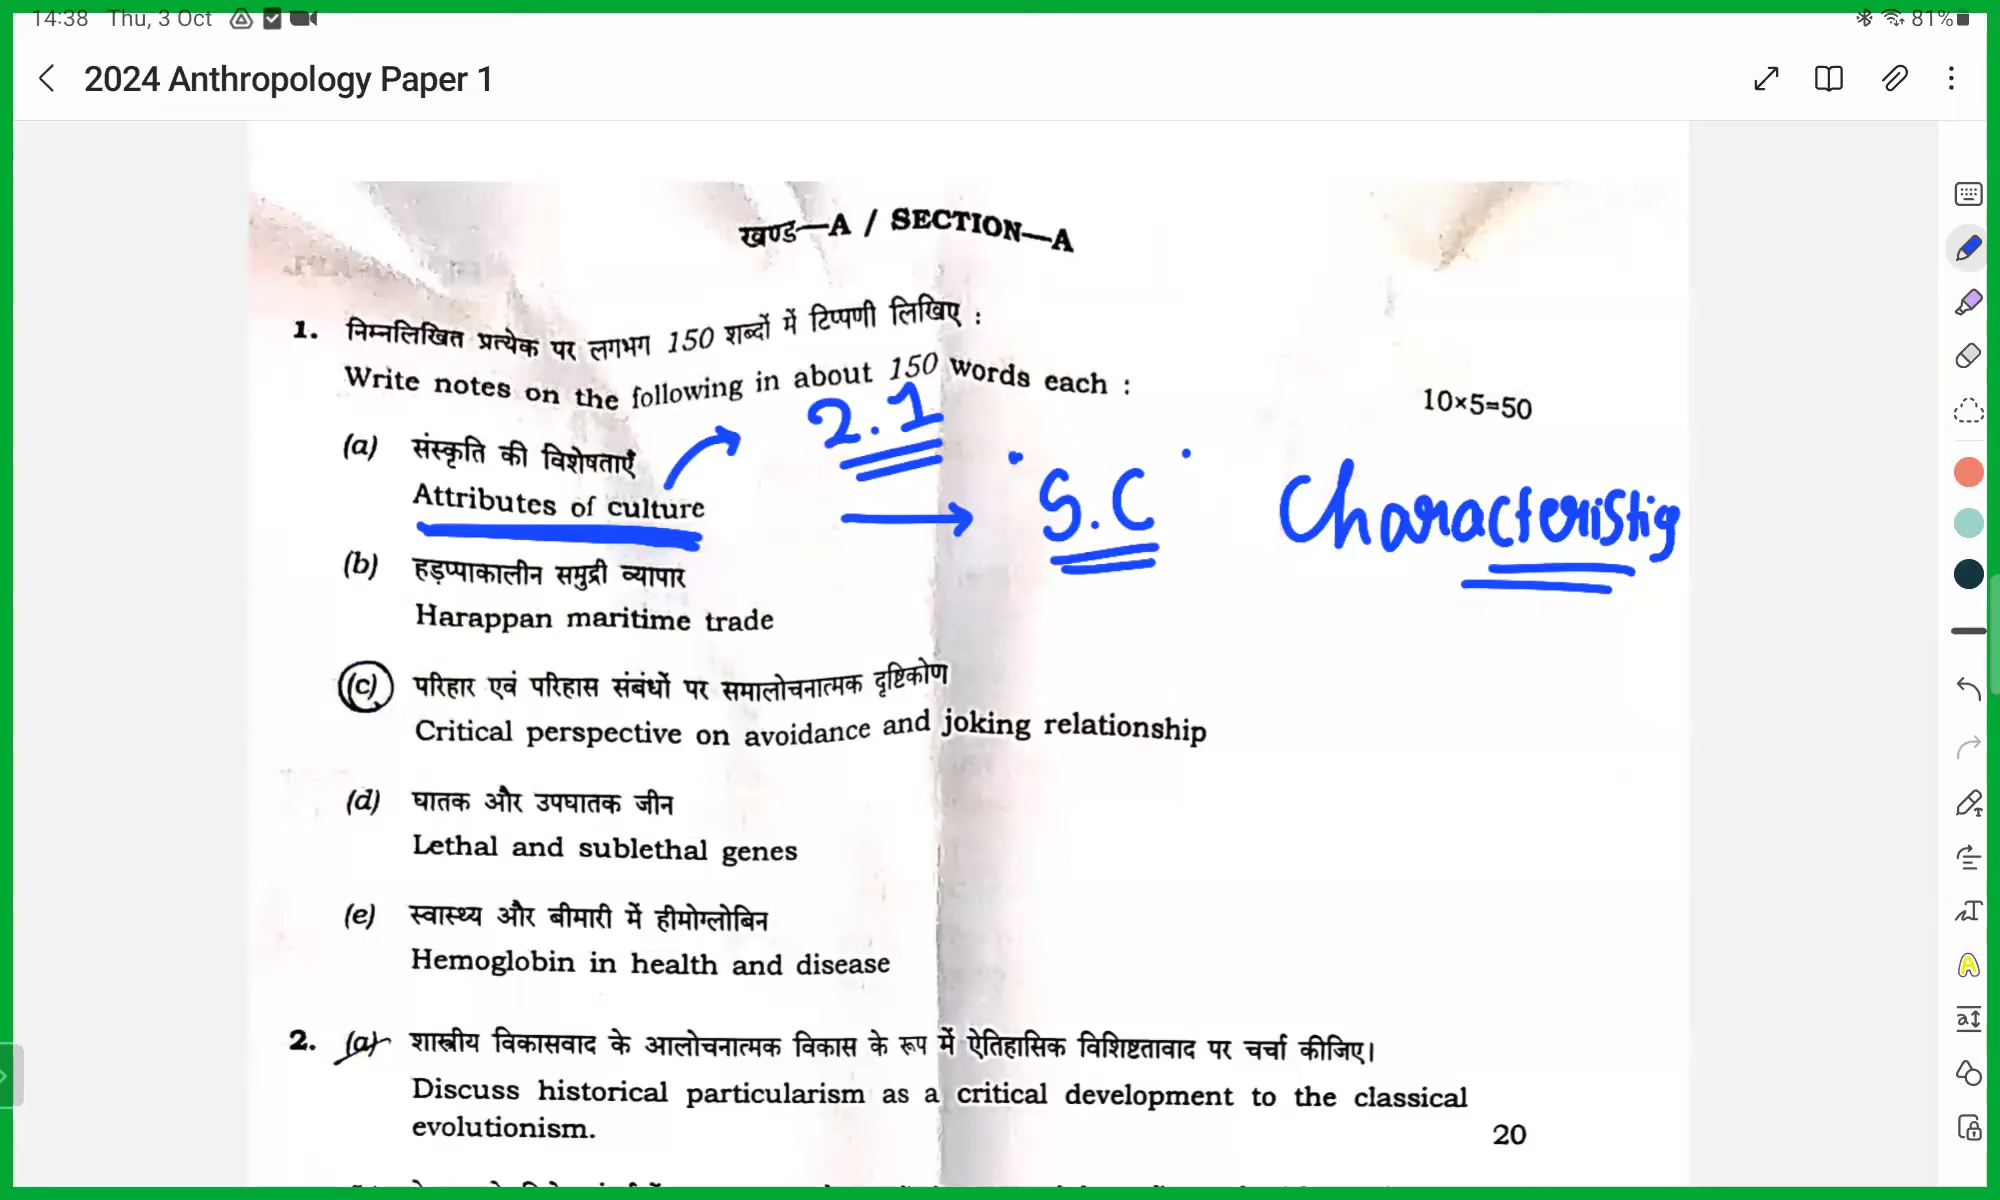 14:38 Thu, 3 Oct
81%
2024 Anthropology Paper 1
खण्ड—A / SECTION—A
1. निम्नलिखित प्रत्येक पर लगभग 150 शब्दों में टिप्पणी लिखिए :
Write notes on the following in about 150 words each :
10×5=50
2.1
(a) संस्कृति की विशेषताएँ
Attributes of culture
S.C Characteristics
(b) हड़प्पाकालीन समुद्री व्यापार
Harappan maritime trade
(c) परिहार एवं परिहास संबंधों पर समालोचनात्मक दृष्टिकोण
Critical perspective on avoidance and joking relationship
(d) घातक और उपघातक जीन
Lethal and sublethal genes
(e) स्वास्थ्य और बीमारी में हीमोग्लोबिन
Hemoglobin in health and disease
2. (a) शास्त्रीय विकासवाद के आलोचनात्मक विकास के रूप में ऐतिहासिक विशिष्टतावाद पर चर्चा कीजिए।
Discuss historical particularism as a critical development to the classical
evolutionism.
20